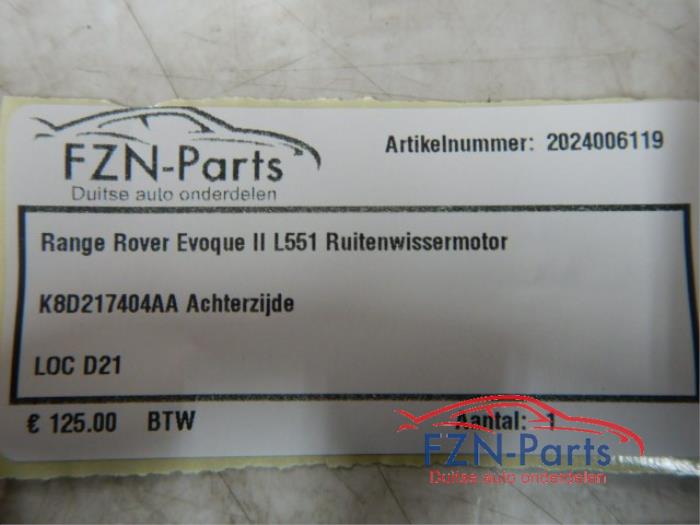 FZN-Parts
Duitse auto onderdelen
Artikelnummer: 2024006119
Range Rover Evoque II L551 Ruitenwissermotor
K8D217404AA Achterzijde
LOC D21
€ 125.00 BTW
Aantal: 1
FZN-Parts
Duitse auto onderdelen